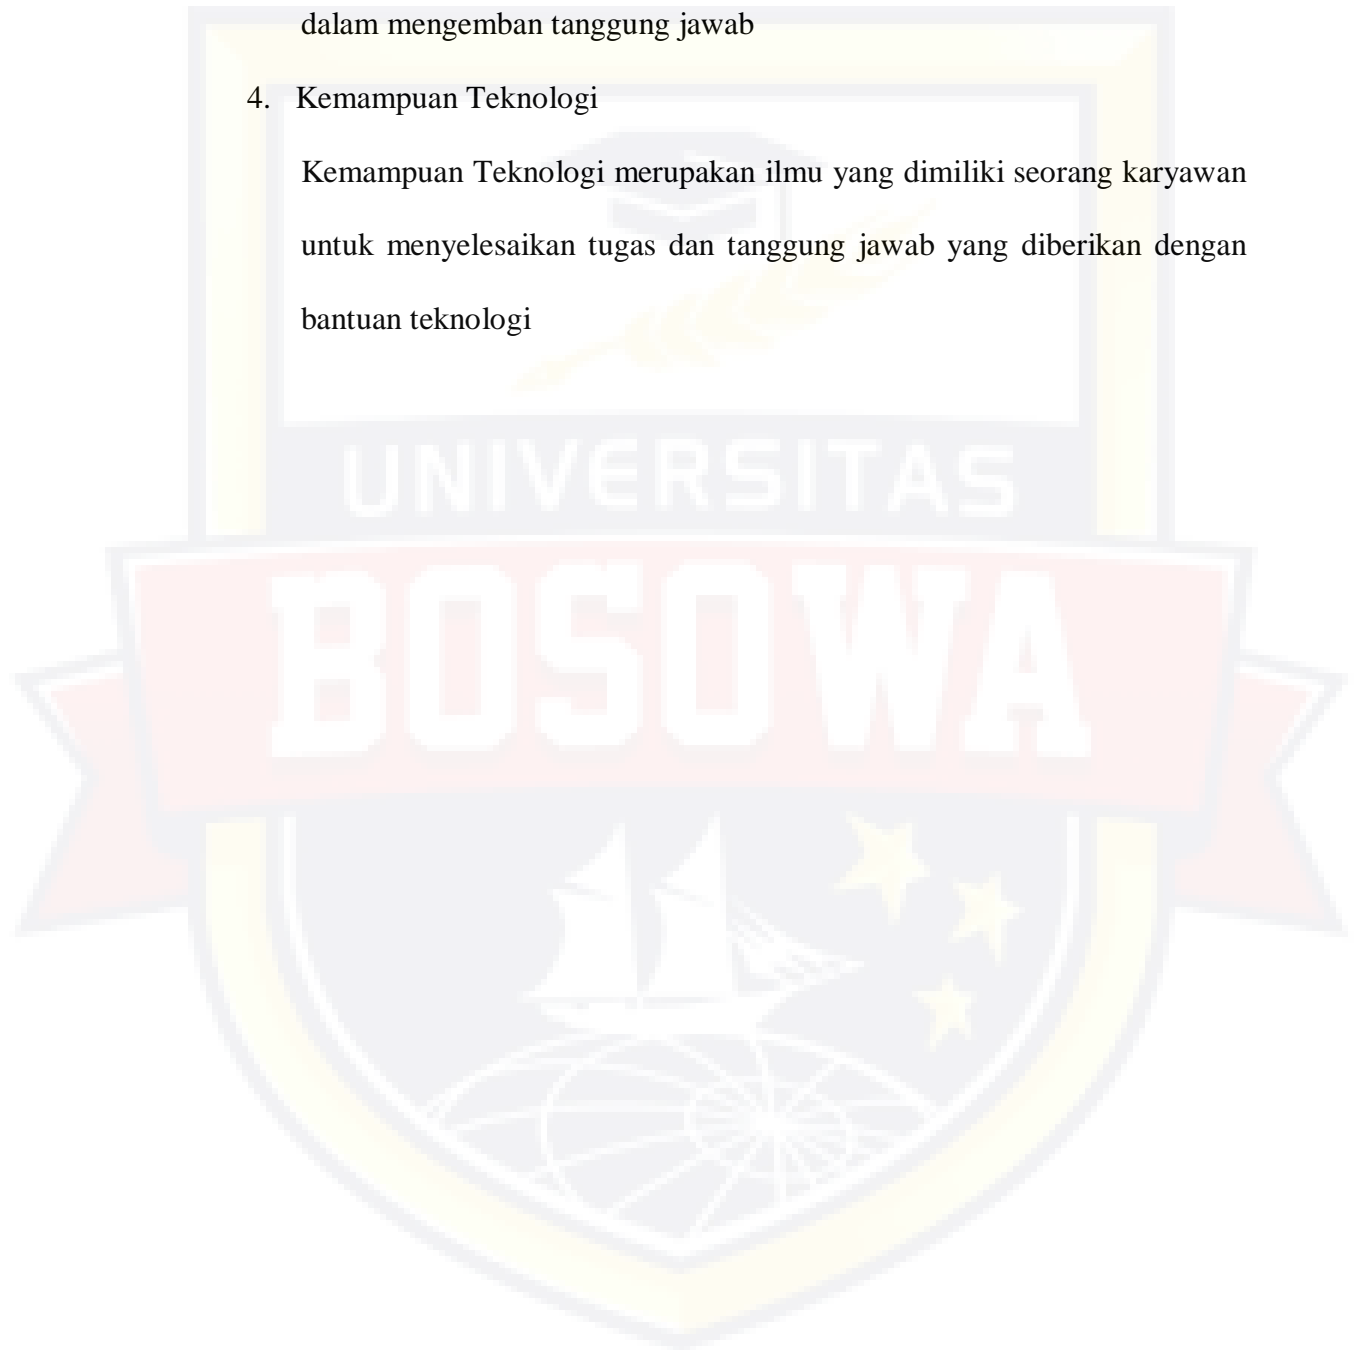 dalam mengemban tanggung jawab
4. Kemampuan Teknologi
Kemampuan Teknologi merupakan ilmu yang dimiliki seorang karyawan
untuk menyelesaikan tugas dan tanggung jawab yang diberikan dengan
bantuan teknologi
UNIVERSITAS
BOSOWA